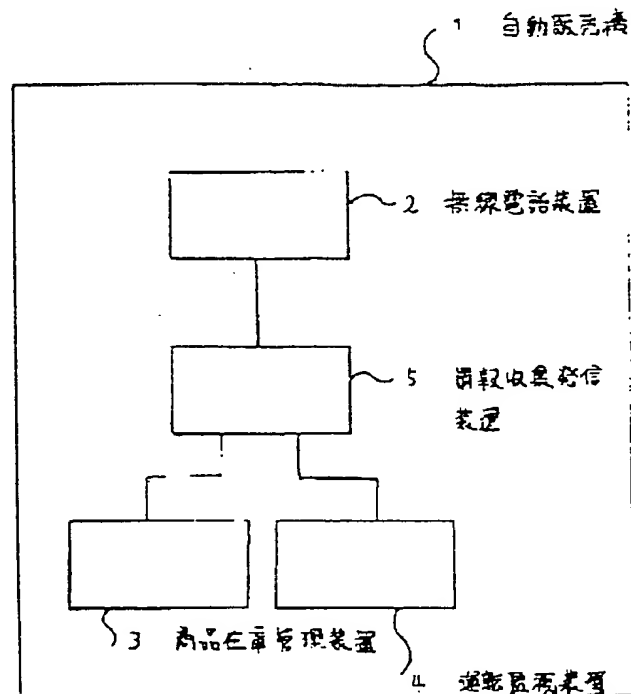 1 自動販売機
2 無線電話装置
5 情報収集発信
装置
3 商品在庫管理装置
4 運転監視装置